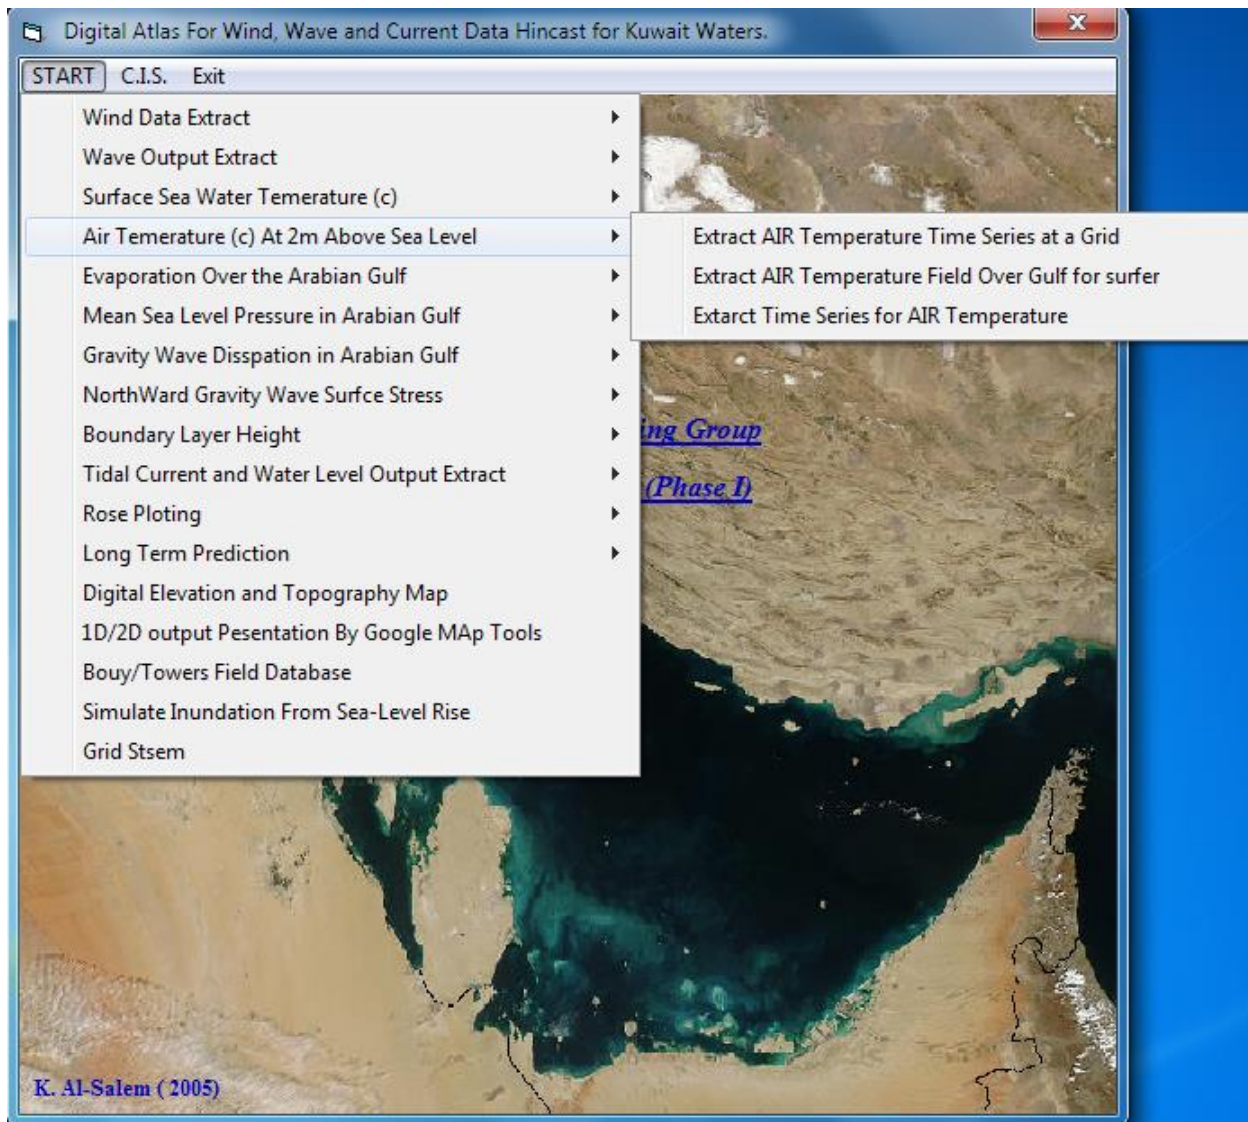 Digital Atlas For Wind, Wave and Current Data Hincast for Kuwait Waters.
START C.I.S. Exit
Wind Data Extract
Wave Output Extract
Surface Sea Water Temerature (c)
Air Temerature (c) At 2m Above Sea Level
Extract AIR Temperature Time Series at a Grid
Extract AIR Temperature Field Over Gulf for surfer
Extarct Time Series for AIR Temperature
Evaporation Over the Arabian Gulf
Mean Sea Level Pressure in Arabian Gulf
Gravity Wave Disspation in Arabian Gulf
NorthWard Gravity Wave Surfce Stress
Boundary Layer Height
Tidal Current and Water Level Output Extract
Rose Ploting
Long Term Prediction
Digital Elevation and Topography Map
1D/2D output Pesentation By Google MAp Tools
Bouy/Towers Field Database
Simulate Inundation From Sea-Level Rise
Grid Stsem
ing Group
(Phase I)
K. Al-Salem ( 2005)